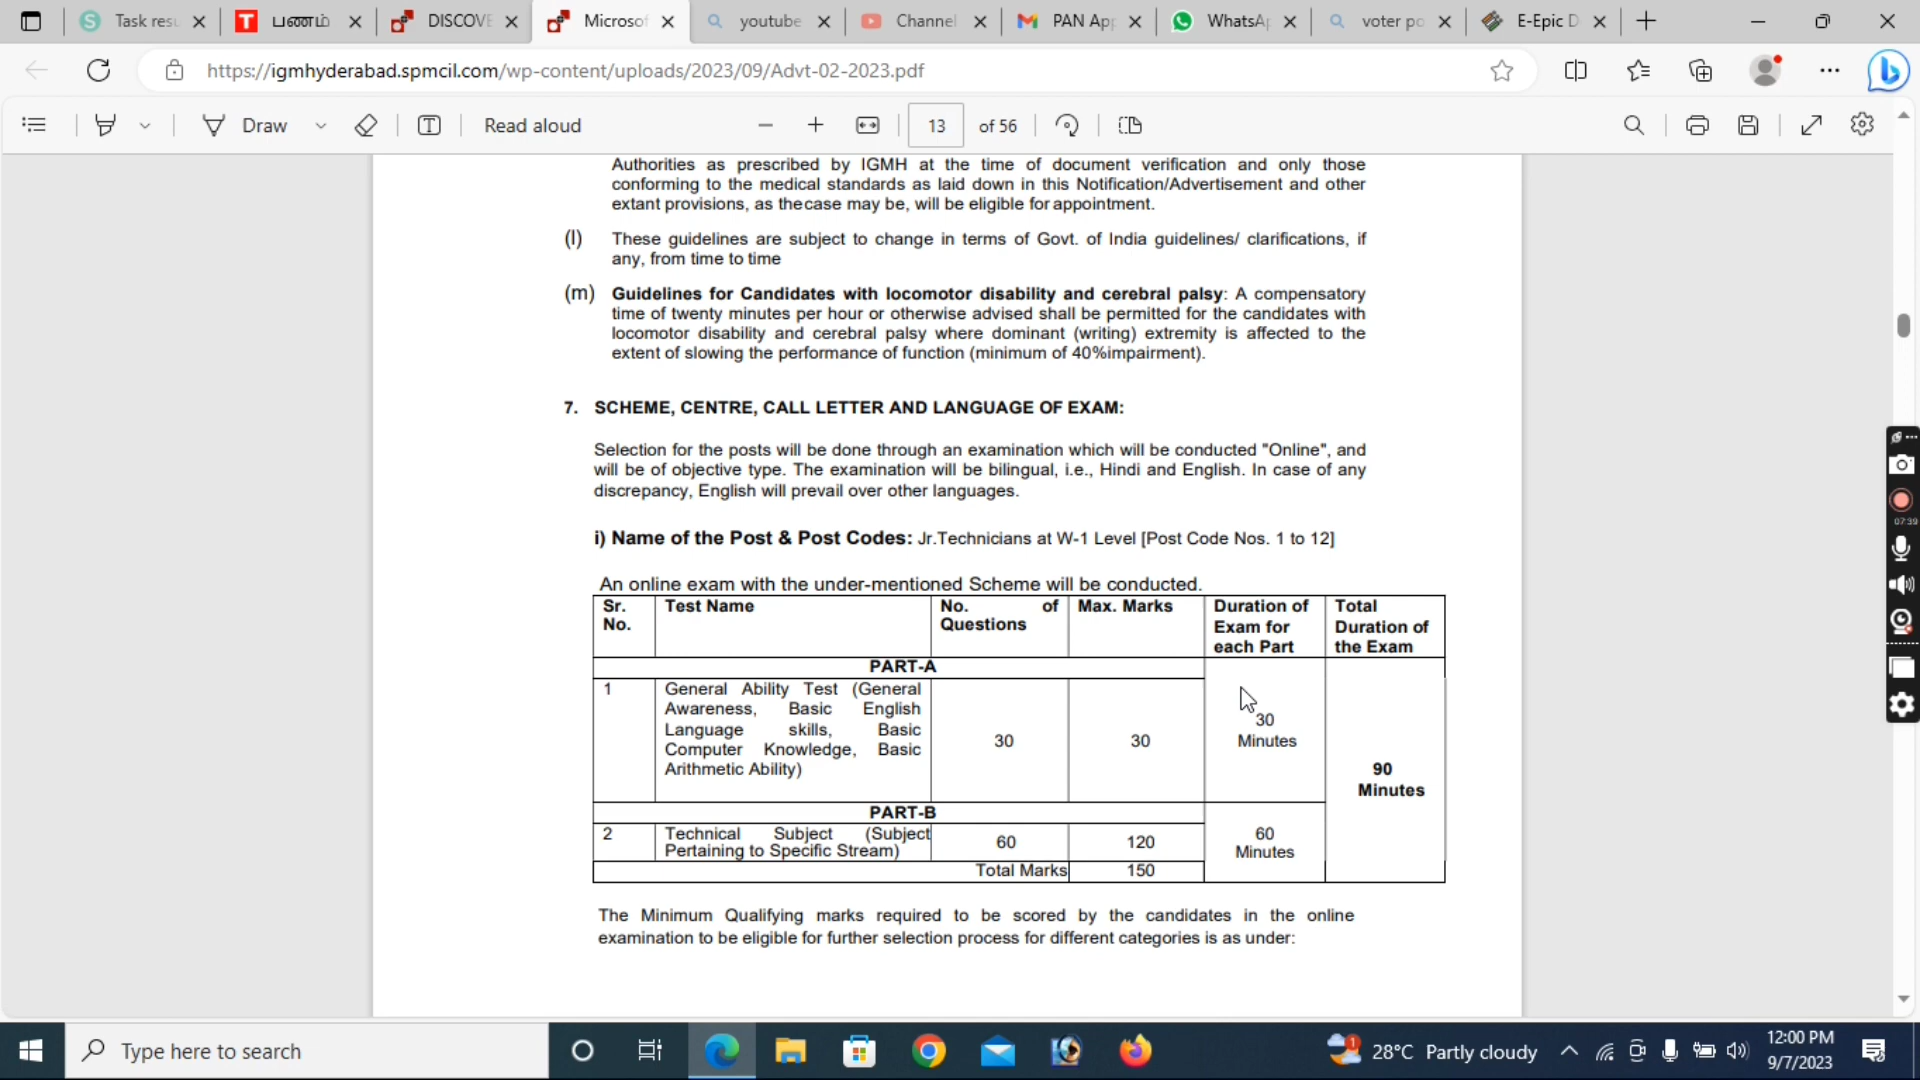 Task res
பணம்
DISCOVE
Microsof
youtube
Channel
PAN App
WhatsAp
voter po
E-Epic D
https://igmhyderabad.spmcil.com/wp-content/uploads/2023/09/Advt-02-2023.pdf
Draw
Read aloud
13 of 56
Authorities as prescribed by IGMH at the time of document verification and only those
conforming to the medical standards as laid down in this Notification/Advertisement and other
extant provisions, as thecase may be, will be eligible for appointment.
(l) These guidelines are subject to change in terms of Govt. of India guidelines/ clarifications, if
any, from time to time
(m) Guidelines for Candidates with locomotor disability and cerebral palsy: A compensatory
time of twenty minutes per hour or otherwise advised shall be permitted for the candidates with
locomotor disability and cerebral palsy where dominant (writing) extremity is affected to the
extent of slowing the performance of function (minimum of 40%impairment).
7. SCHEME, CENTRE, CALL LETTER AND LANGUAGE OF EXAM:
Selection for the posts will be done through an examination which will be conducted "Online", and
will be of objective type. The examination will be bilingual, i.e., Hindi and English. In case of any
discrepancy, English will prevail over other languages.
i) Name of the Post & Post Codes: Jr.Technicians at W-1 Level [Post Code Nos. 1 to 12]
An online exam with the under-mentioned Scheme will be conducted.
Sr. No.
Test Name
No. of Questions
Max. Marks
Duration of Exam for each Part
Total Duration of the Exam
PART-A
1
General Ability Test (General
Awareness, Basic English
Language skills, Basic
Computer Knowledge, Basic
Arithmetic Ability)
30
30
30 Minutes
90 Minutes
PART-B
2
Technical Subject (Subject
Pertaining to Specific Stream)
60
120
60 Minutes
Total Marks 150
The Minimum Qualifying marks required to be scored by the candidates in the online
examination to be eligible for further selection process for different categories is as under:
07:39
Type here to search
1
28°C Partly cloudy
12:00 PM
9/7/2023